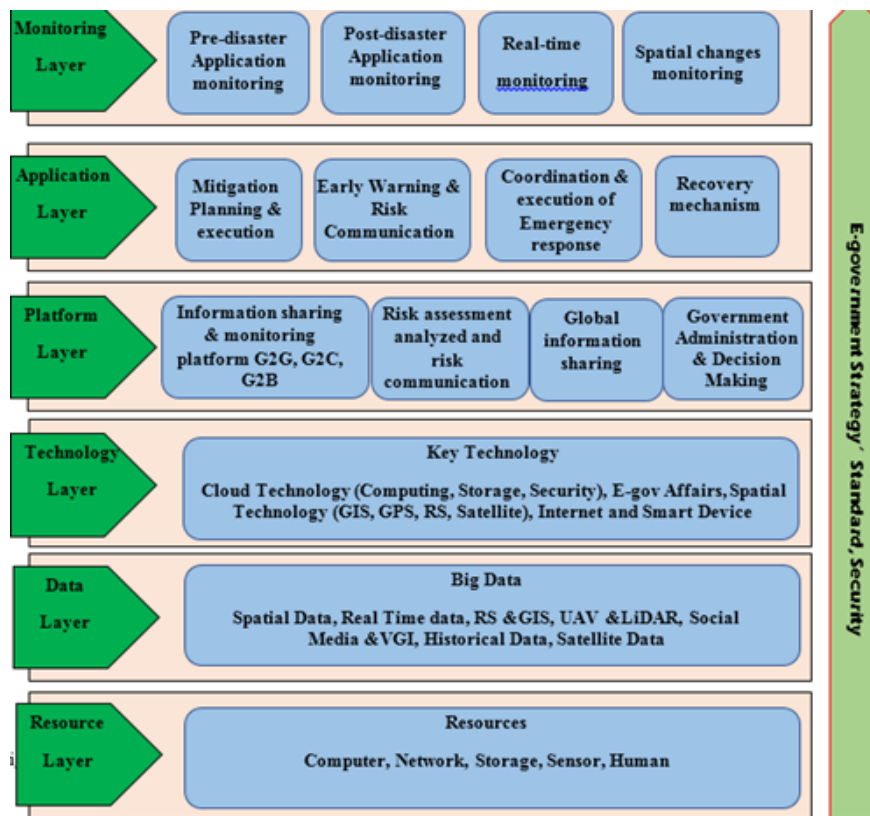 Monitoring
Layer
Pre-disaster
Application
monitoring
Post-disaster
Application
monitoring
Real-time
monitoring
Spatial changes
monitoring
Application
Layer
Mitigation
Planning &
execution
Early Warning &
Risk
Communication
Coordination &
execution of
Emergency
response
Recovery
mechanism
Platform
Layer
Information sharing
& monitoring
platform G2G, G2C,
G2B
Risk assessment
analyzed and
risk
communication
Global
information
sharing
Government
Administration
& Decision
Making
Technology
Layer
Key Technology
Cloud Technology (Computing, Storage, Security), E-gov Affairs, Spatial
Technology (GIS, GPS, RS, Satellite), Internet and Smart Device
Data
Layer
Big Data
Spatial Data, Real Time data, RS &GIS, UAV &LiDAR, Social
Media &VGI, Historical Data, Satellite Data
Resource
Layer
Resources
Computer, Network, Storage, Sensor, Human
E-government Strategy´ Standard, Security